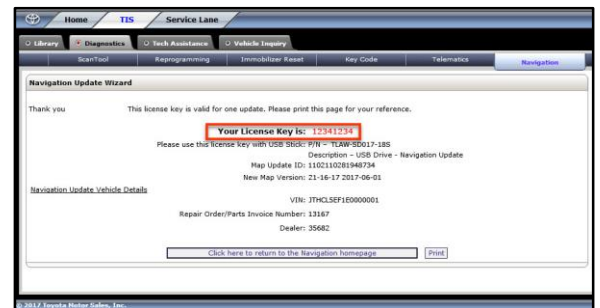 Home TIS Service Lane
Library Diagnostics Tech Assistance Vehicle Inquiry
ScanTool Reprogramming Immobilizer Reset Key Code Telematics Navigation
Navigation Update Wizard
Thank you This license key is valid for one update. Please print this page for your reference.
Your License Key is: 12341234
Please use this license key with USB Stick: P/N - TLAW-SD017-18S
Description - USB Drive - Navigation Update
Map Update ID: 1102110281948734
New Map Version: 21-16-17 2017-06-01
Navigation Update Vehicle Details
VIN: JTHCL5EF1E0000001
Repair Order/Parts Invoice Number: 13167
Dealer: 35682
Click here to return to the Navigation homepage Print
© 2017 Toyota Motor Sales, Inc.